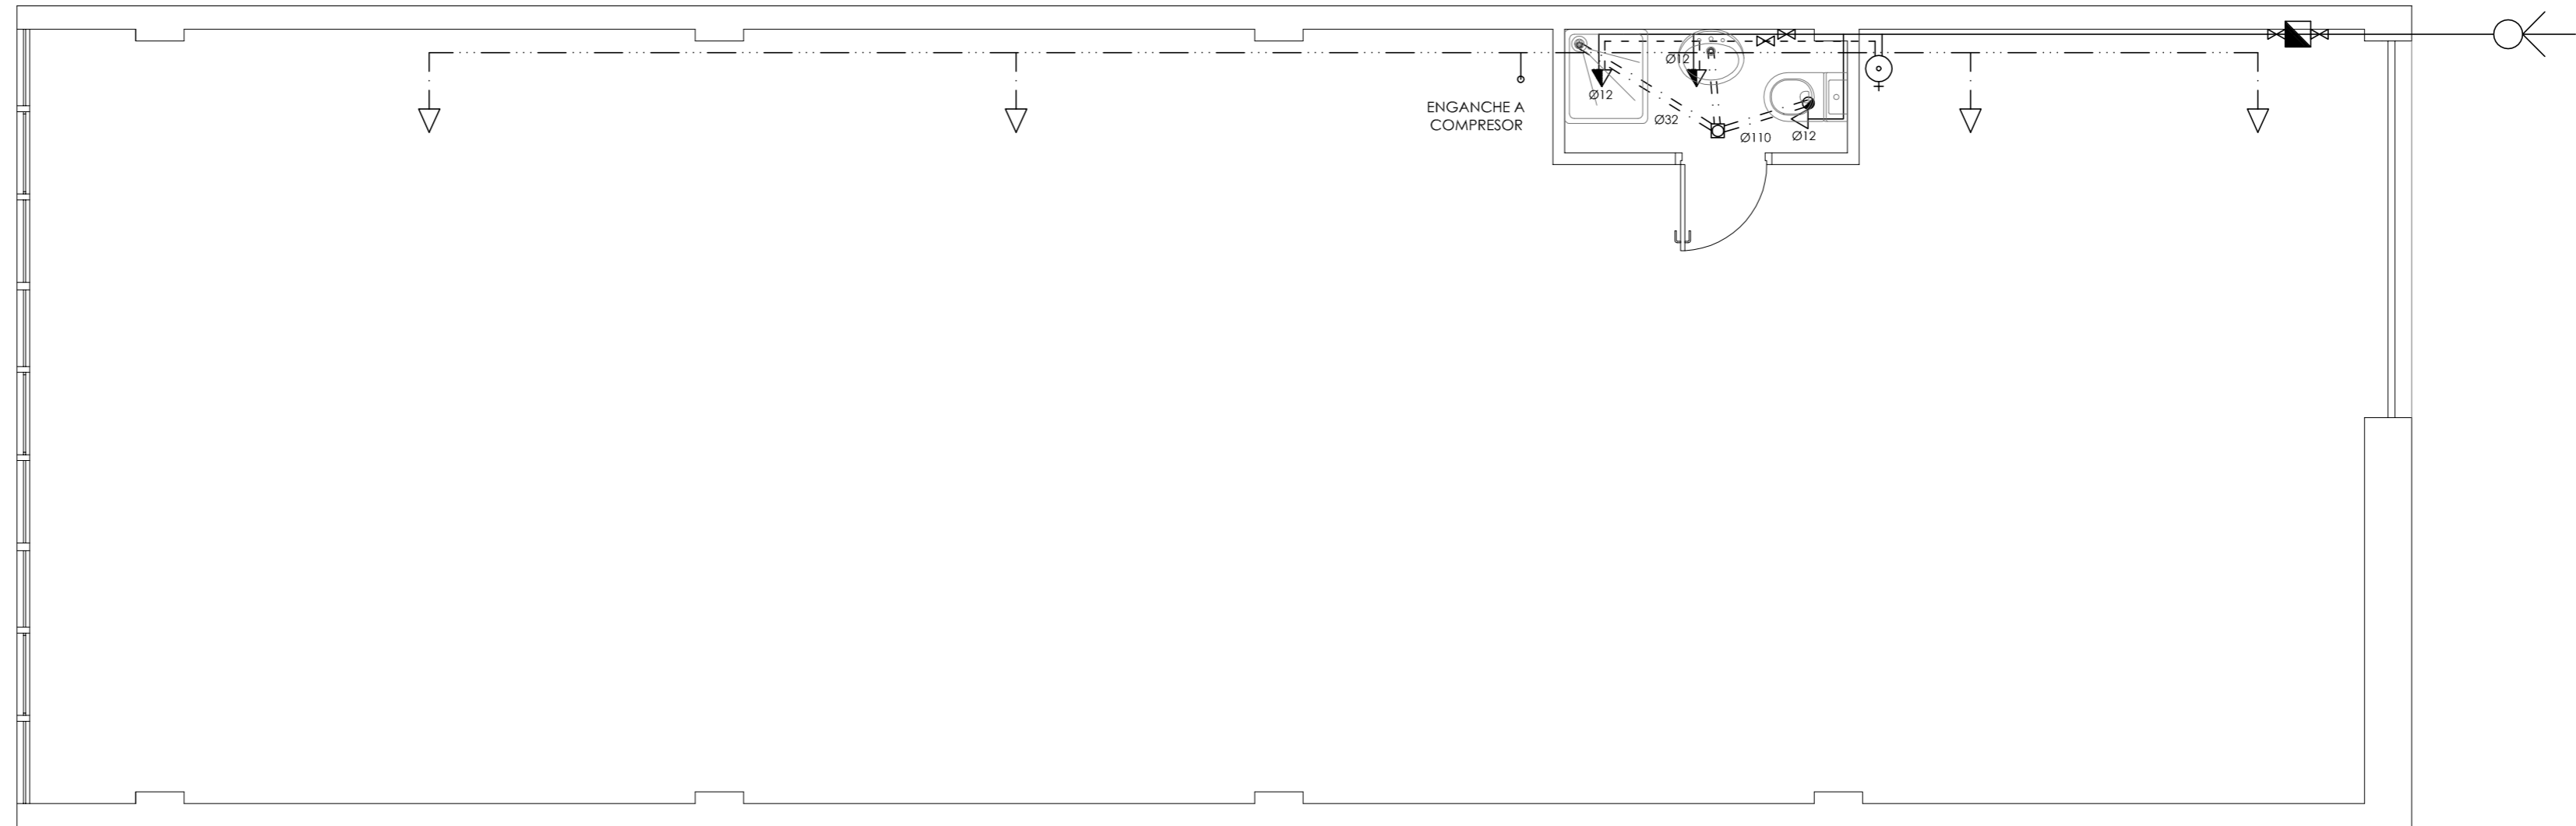 Ø12
ENGANCHE A
COMPRESOR
Ø12
Ø32
Ø110
Ø12